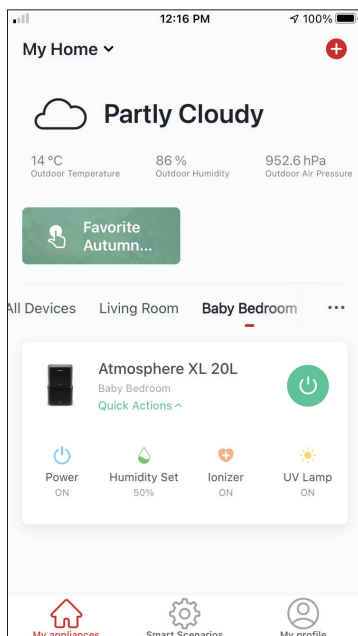 12:16 PM
100%
My Home
Partly Cloudy
14 °C
86 %
952.6 hPa
Outdoor Temperature
Outdoor Humidity
Outdoor Air Pressure
Favorite
Autumn...
All Devices
Living Room
Baby Bedroom
Atmosphere XL 20L
Baby Bedroom
Quick Actions
Power
Humidity Set
Ionizer
UV Lamp
ON
50%
ON
ON
My appliances
Smart Scenarios
My profile